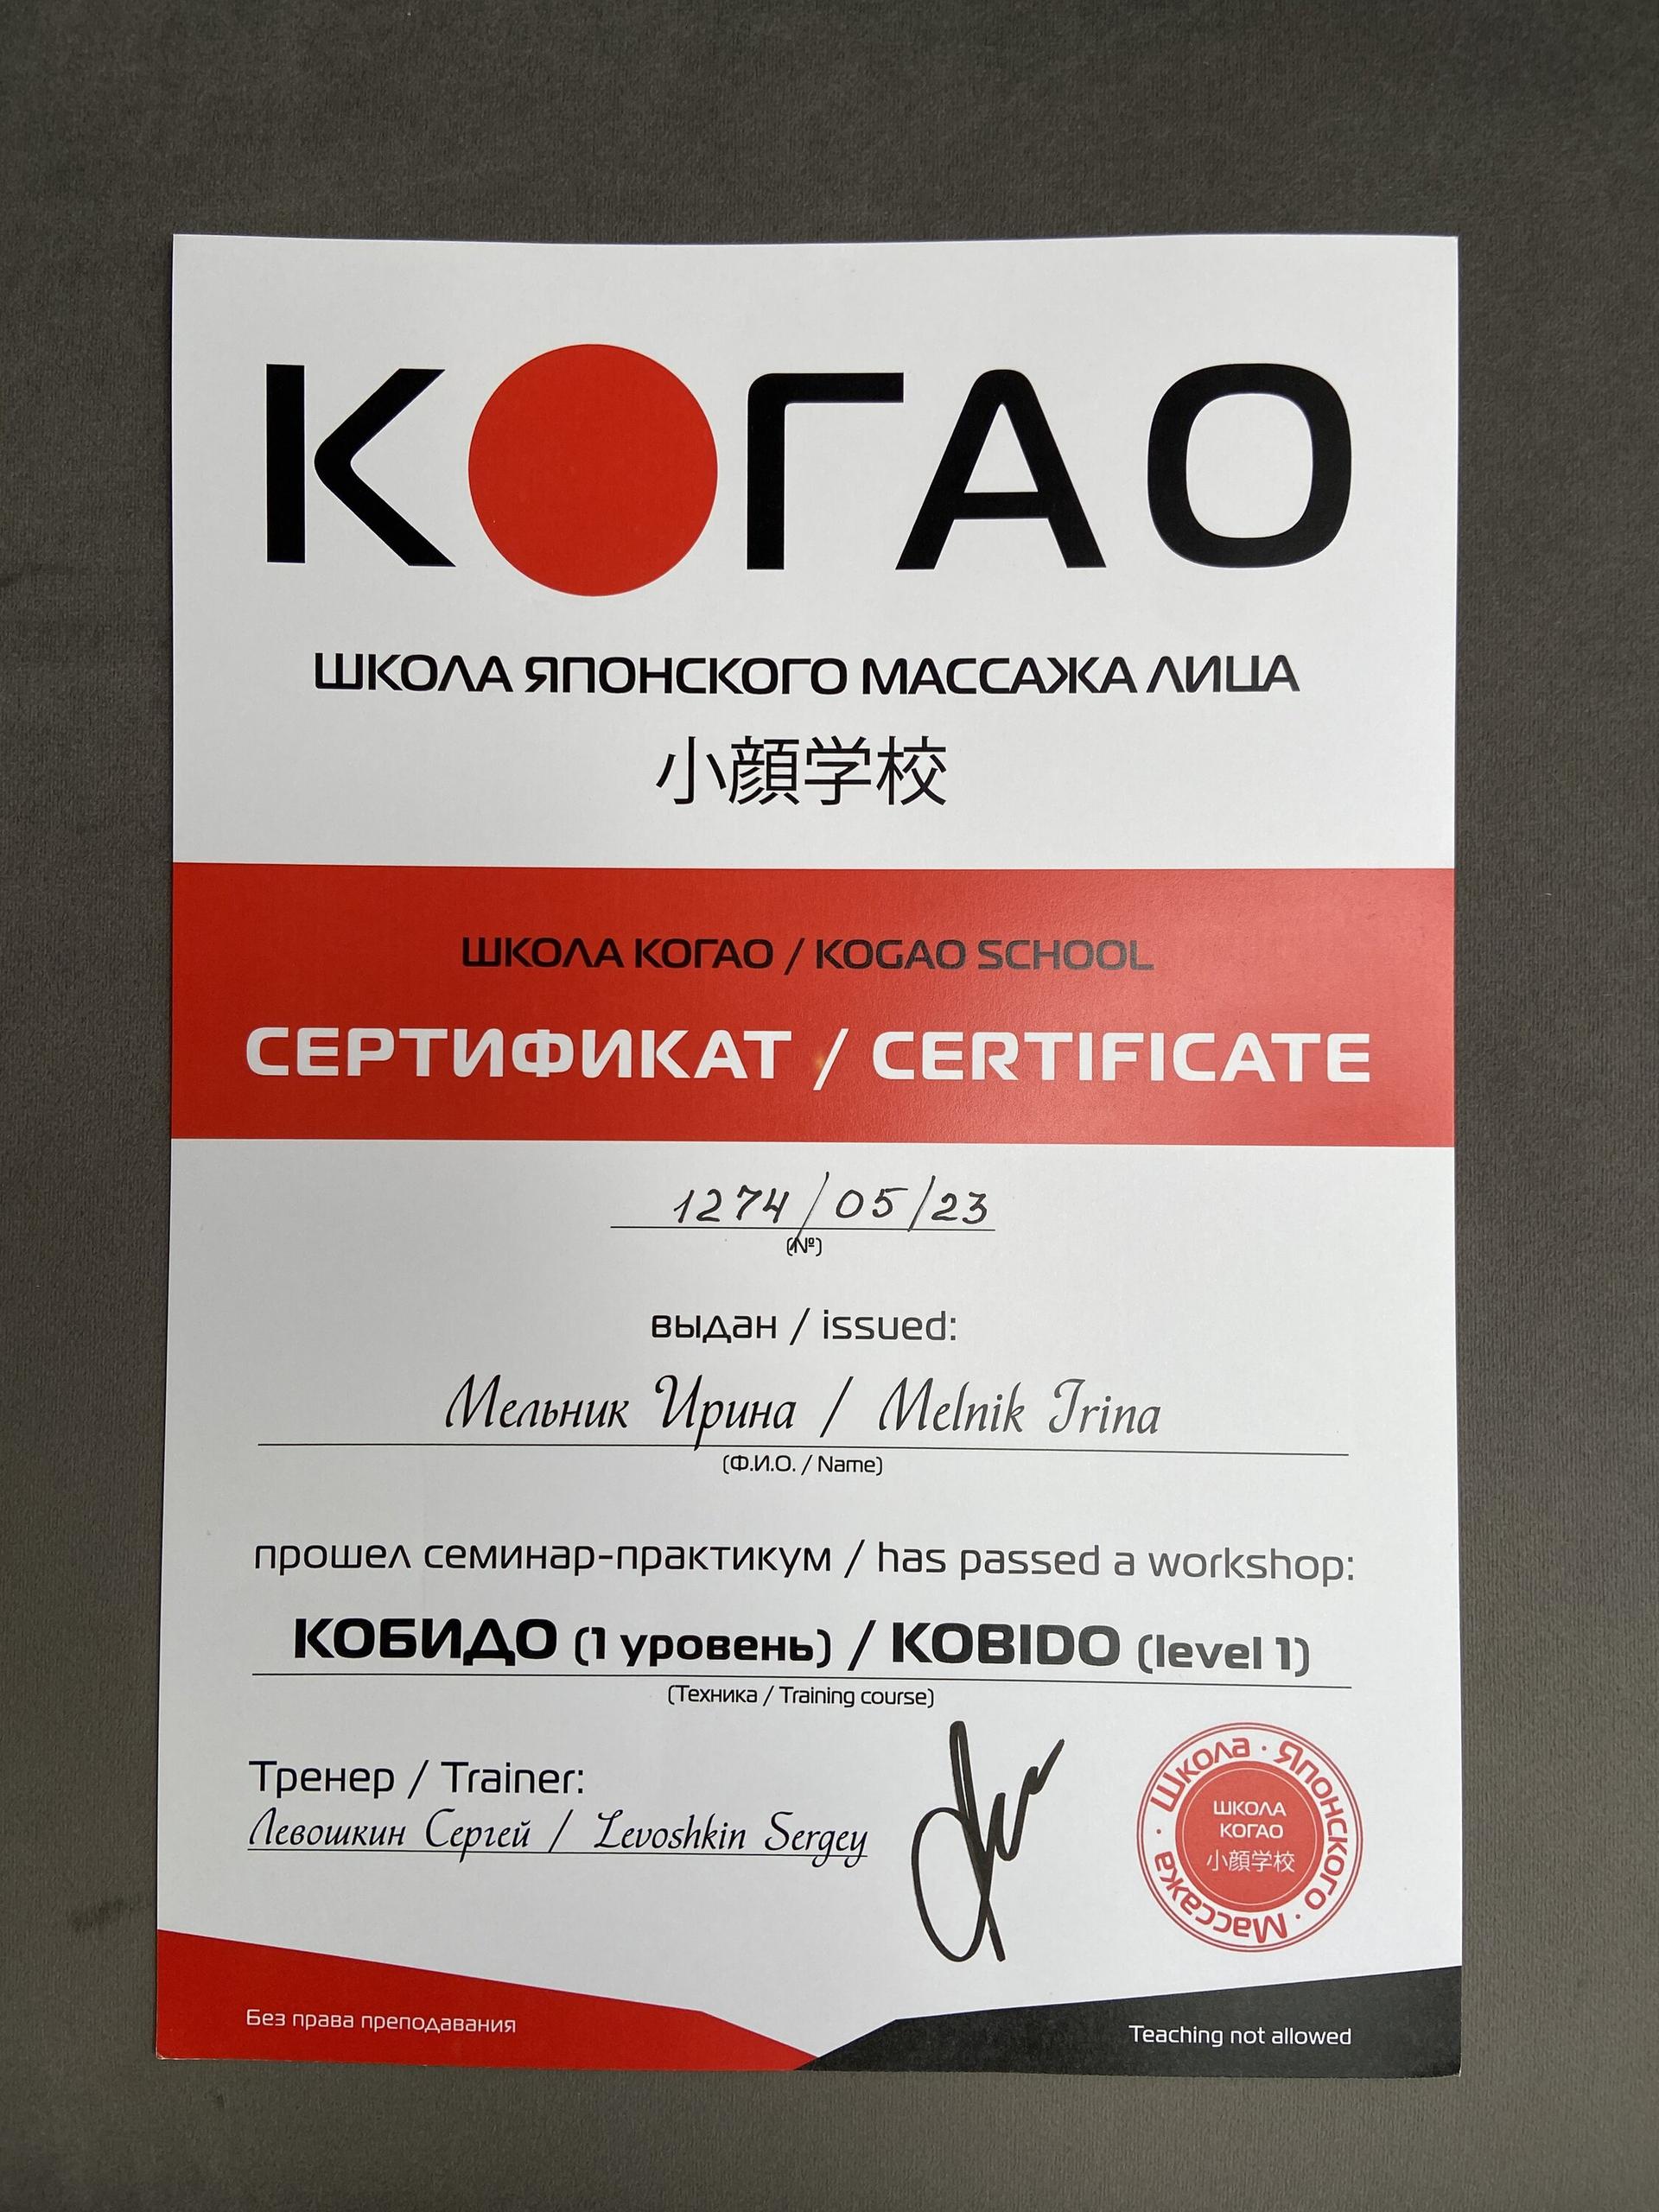 КОГАО
ШКОЛА ЯПОНСКОГО МАССАЖА ЛИЦА
小顔学校
ШКОЛА КОГАО / KOGAO SCHOOL
СЕРТИФИКАТ / CERTIFICATE
1274/05/23
(№)
выдан / issued:
Мельник Ирина / Melnik Irina
(Ф.И.О. / Name)
прошел семинар-практикум / has passed a workshop:
КОБИДО (1 уровень) / KOBIDO (level 1)
(Техника / Training course)
Тренер / Trainer:
Левошкин Сергей / Levoshkin Sergey
Школа · Японского · Массажа ·
ШКОЛА
КОГАО
小顔学校
Без права преподавания
Teaching not allowed